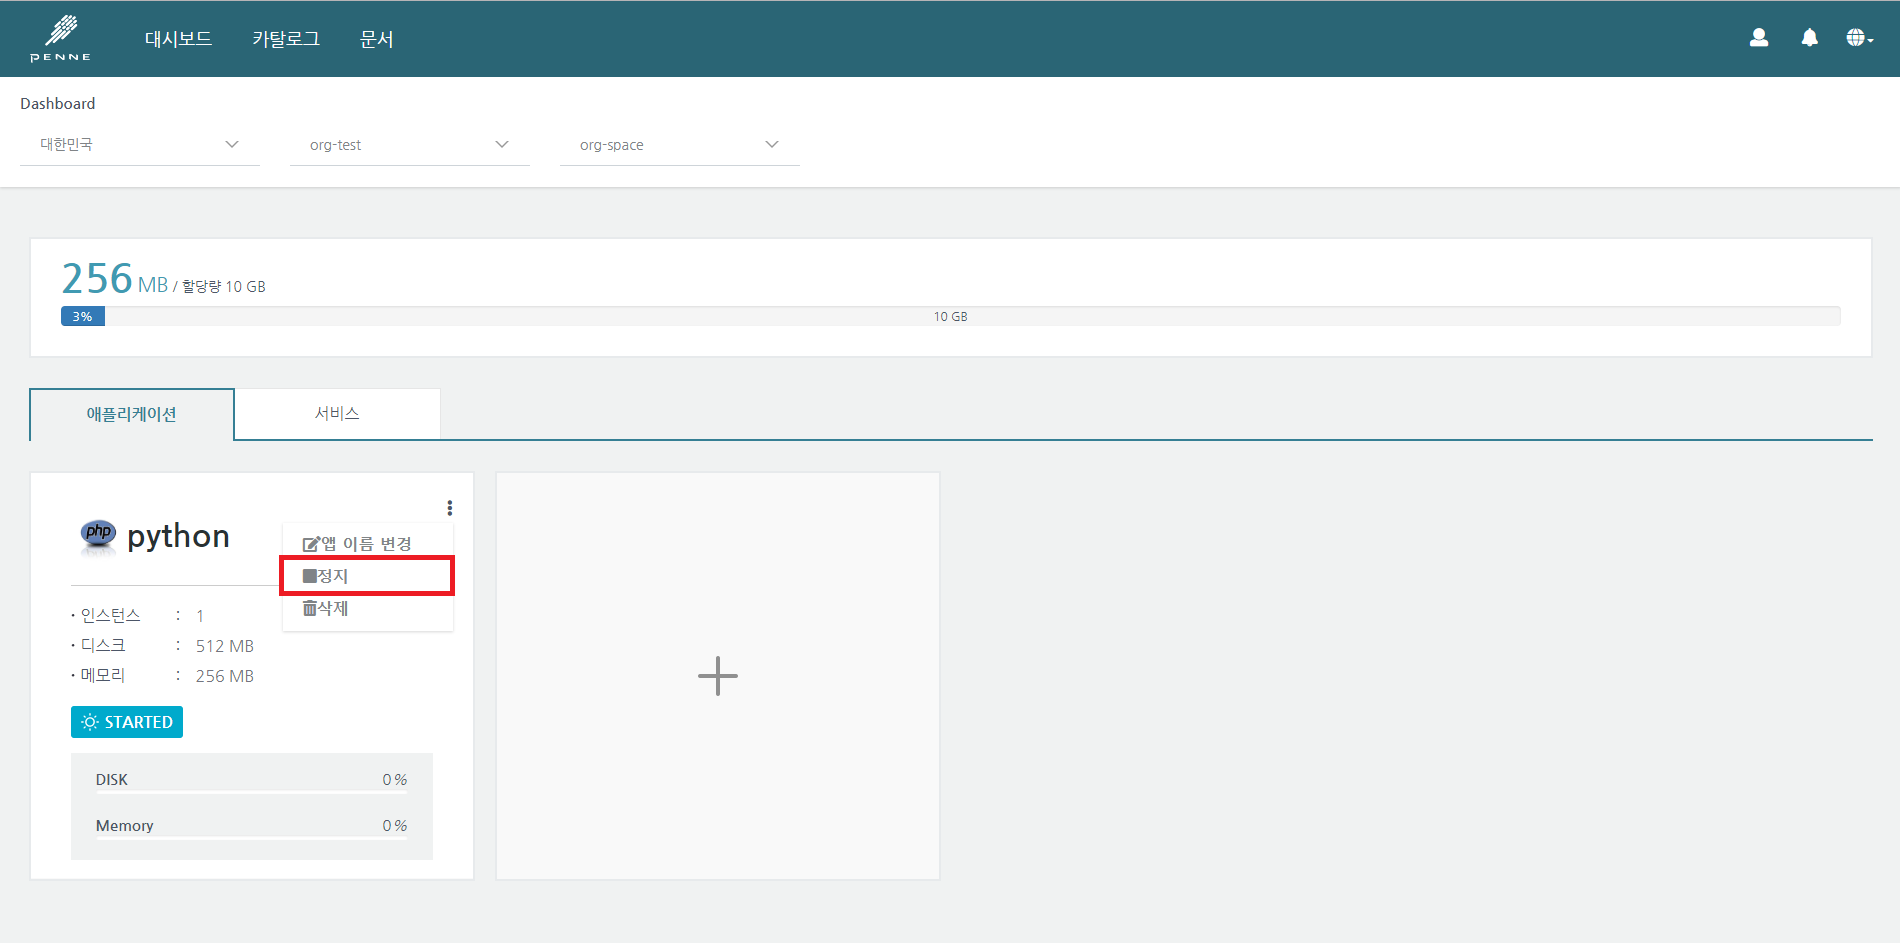 PENNE
대시보드 카탈로그 문서
Dashboard
대한민국 org-test org-space
256 MB / 할당량 10 GB
3% 10 GB
애플리케이션 서비스
php python
앱 이름 변경
정지
삭제
· 인스턴스 : 1
· 디스크 : 512 MB
· 메모리 : 256 MB
STARTED
DISK 0 %
Memory 0 %